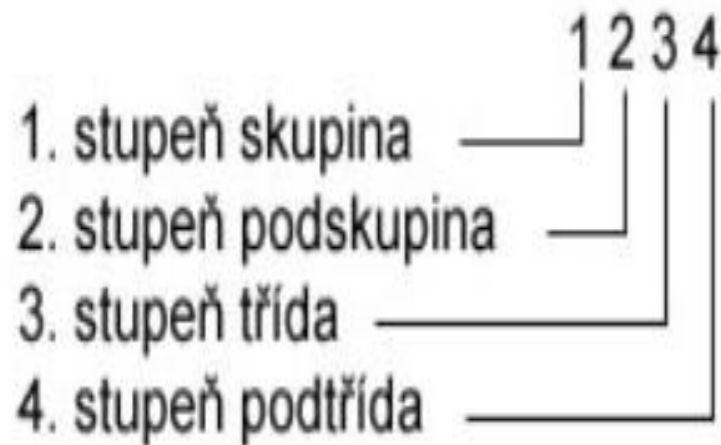 1 2 3 4
1. stupeň skupina
2. stupeň podskupina
3. stupeň třída
4. stupeň podtřída